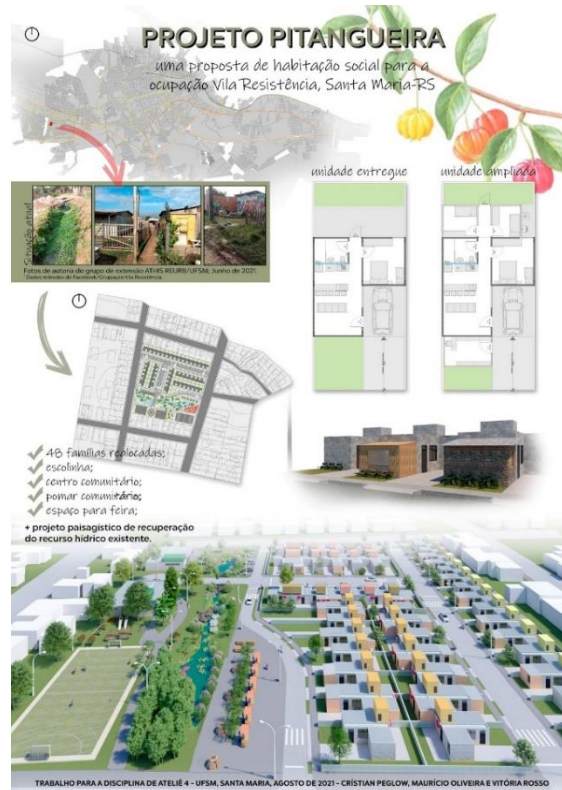 PROJETO PITANGUEIRA
uma proposta de habitação social para a
ocupação Vila Resistência, Santa Maria-RS
unidade entregue
unidade ampliada
Situação atual
Fotos de autoria do grupo de extensão ATHIS REURB/UFSM, Junho de 2021.
48 famílias realocadas;
escolinha;
centro comunitário;
pomar comunitário;
espaço para feira;
+ projeto paisagístico de recuperação
do recurso hídrico existente.
TRABALHO PARA A DISCIPLINA DE ATELIÊ 4 - UFSM, SANTA MARIA, AGOSTO DE 2021 - CRÍSTIAN PEGLOW, MAURÍCIO OLIVEIRA E VITÓRIA ROSSO